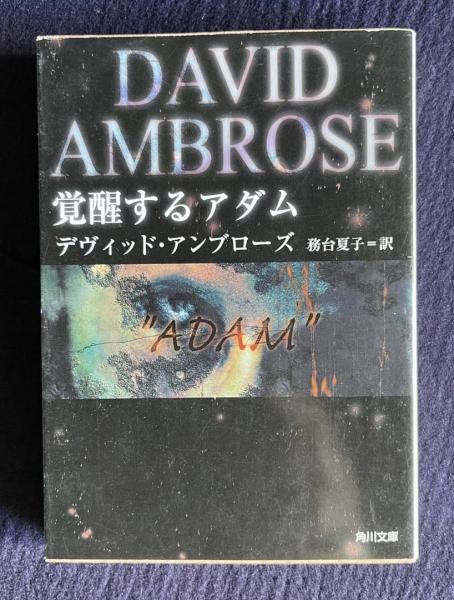 DAVID
AMBROSE
覚醒するアダム
デヴィッド・アンブローズ 務台夏子=訳
"ADAM"
角川文庫